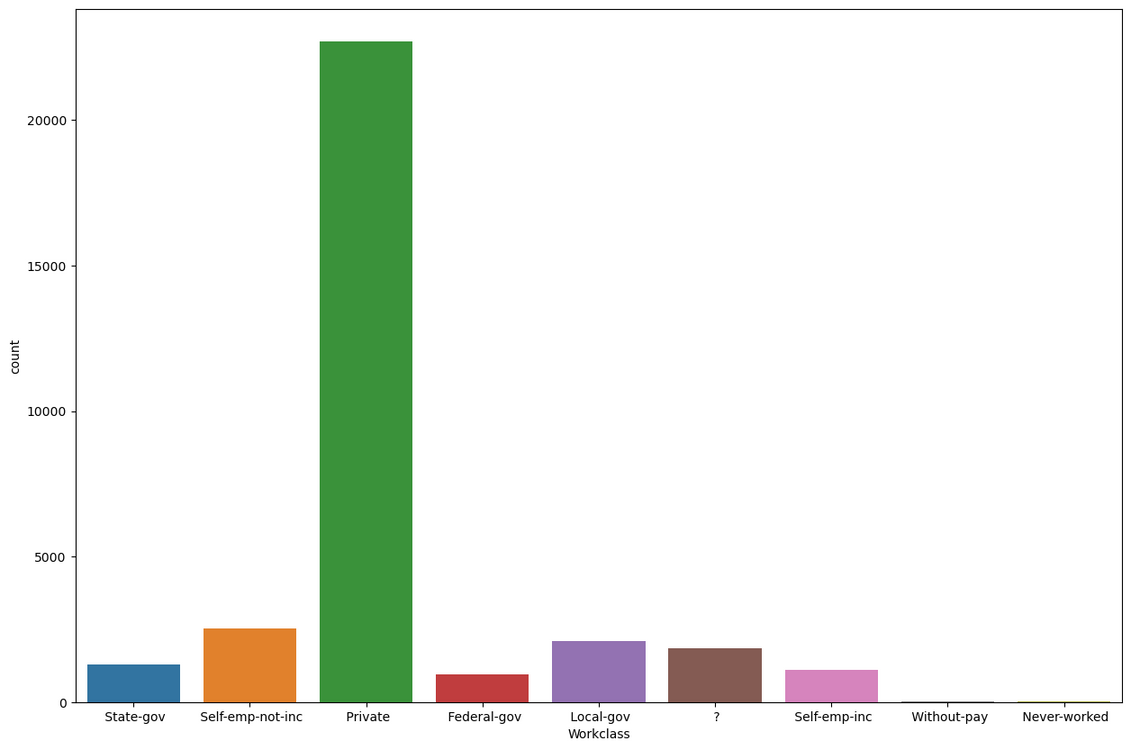 count
20000
15000
10000
5000
0
State-gov Self-emp-not-inc Private Federal-gov Local-gov ? Self-emp-inc Without-pay Never-worked
Workclass